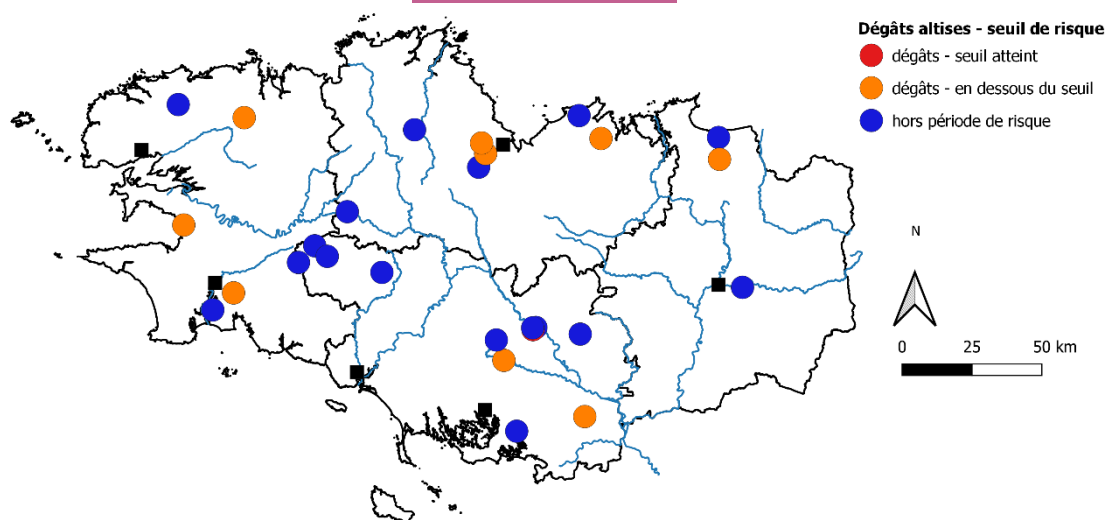 Dégâts altises - seuil de risque
dégâts - seuil atteint
dégâts - en dessous du seuil
hors période de risque
N
0 25 50 km